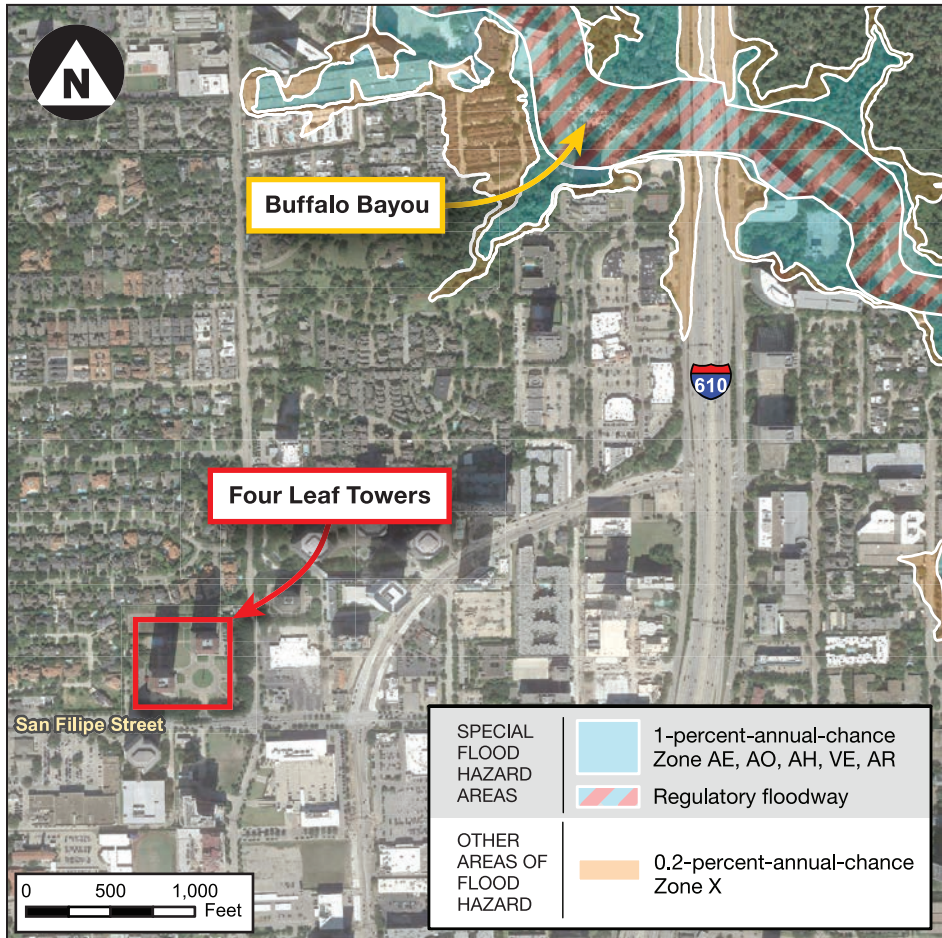 N
Buffalo Bayou
610
Four Leaf Towers
San Filipe Street
SPECIAL
FLOOD
HAZARD
AREAS
1-percent-annual-chance
Zone AE, AO, AH, VE, AR
Regulatory floodway
OTHER
AREAS OF
FLOOD
HAZARD
0.2-percent-annual-chance
Zone X
0 500 1,000
Feet